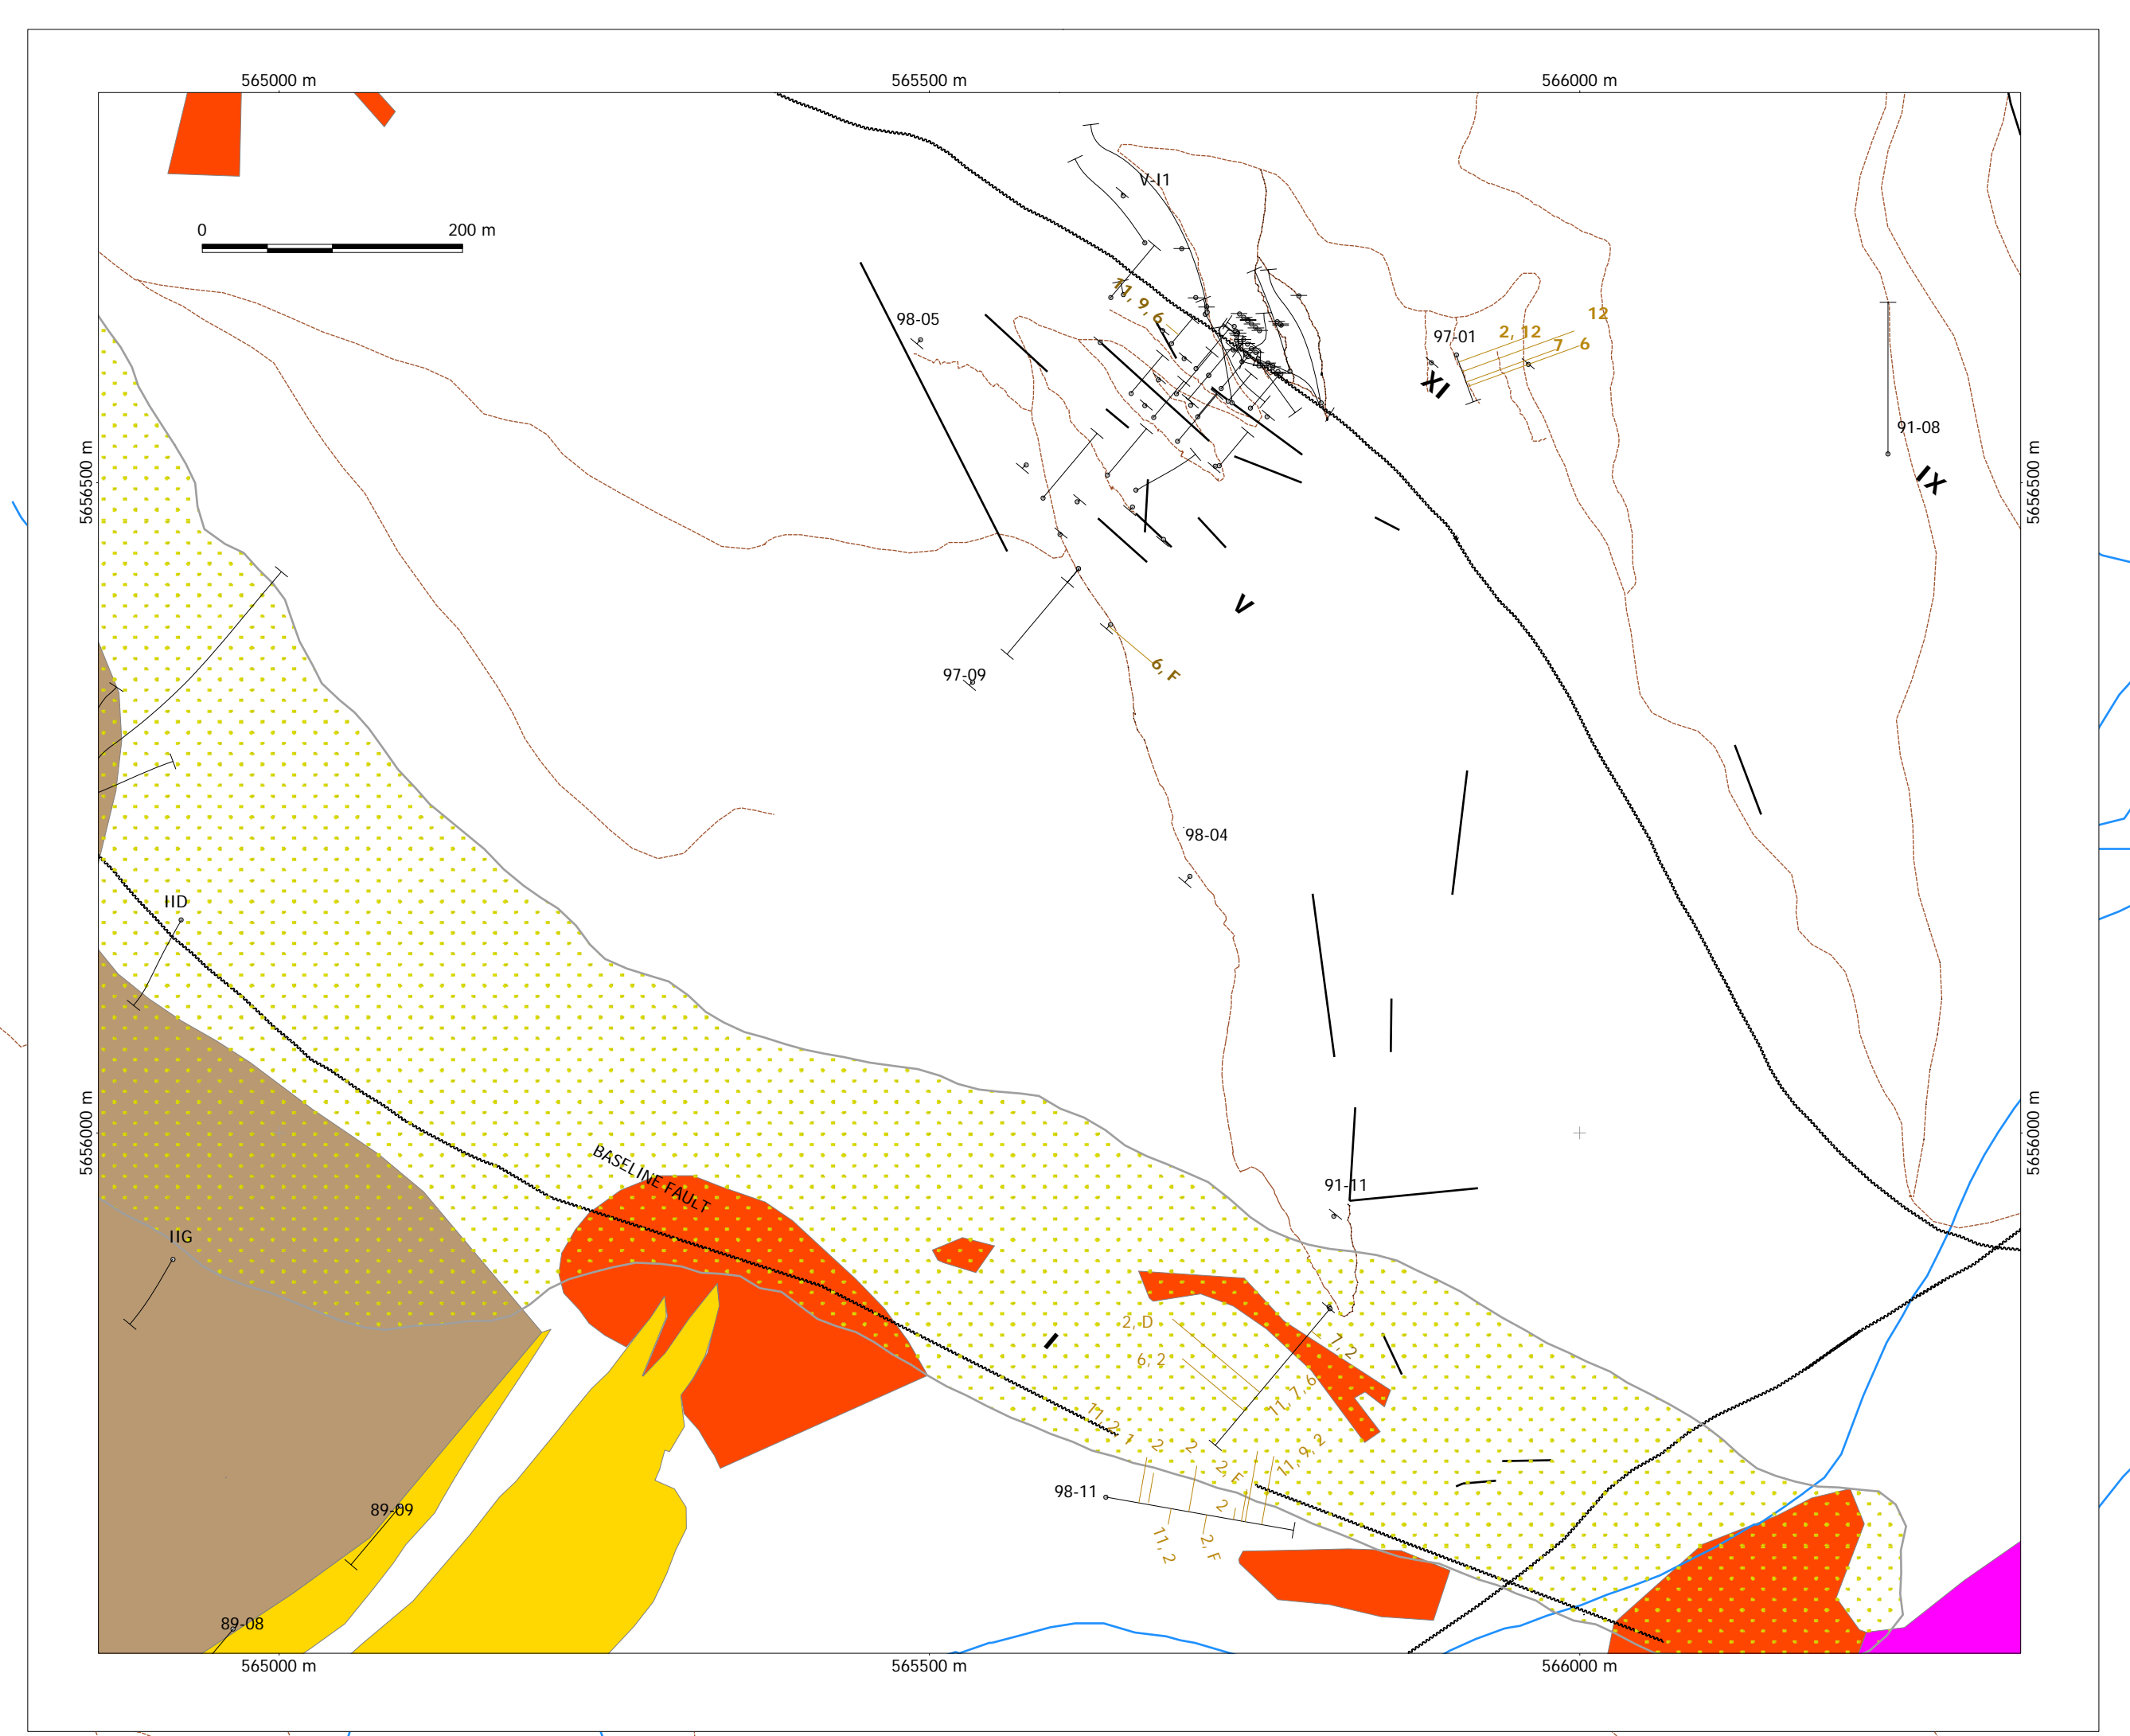 565000 m
565500 m
566000 m
V-I1
0
200 m
11, 9, 6
98-05
12
2, 12
97-01
7
6
XI
91-08
IX
5656500 m
5656500 m
V
6, F
97-09
98-04
IID
5656000 m
5656000 m
BASELINE FAULT
91-11
IIG
2, D
7, 2
6, 2
11, 7, 6
11, 2
1
2
2
11, 9, 2
2, E
98-11
2
89-09
11, 2
2, F
89-08
565000 m
565500 m
566000 m